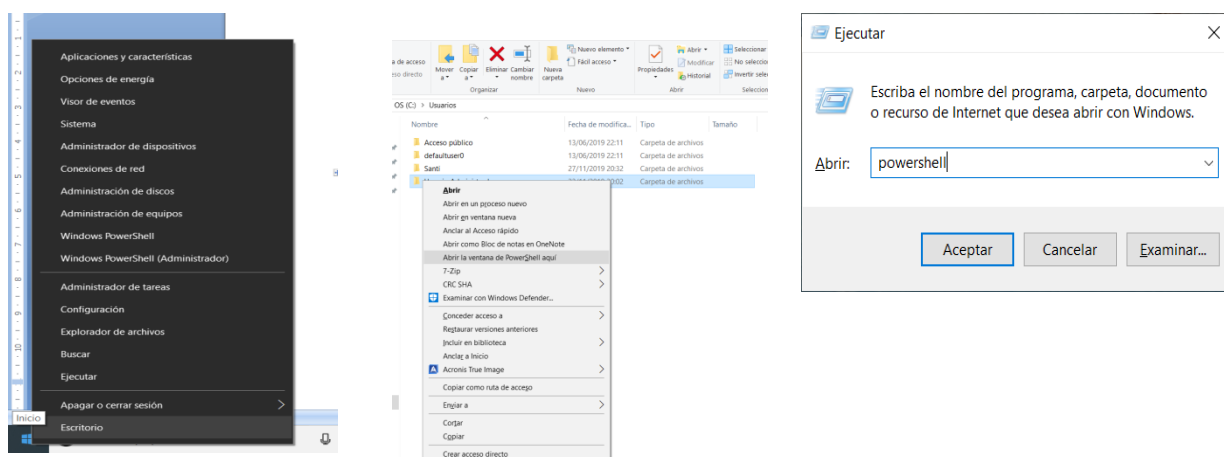 Aplicaciones y características
Opciones de energía
Visor de eventos
Sistema
Administrador de dispositivos
Conexiones de red
Administración de discos
Administración de equipos
Windows PowerShell
Windows PowerShell (Administrador)
Administrador de tareas
Configuración
Explorador de archivos
Buscar
Ejecutar
Apagar o cerrar sesión
Inicio
Escritorio
a de acceso
eso directo
Mover a
Copiar a
Eliminar
Cambiar nombre
Nueva carpeta
Nuevo elemento
Fácil acceso
Propiedades
Abrir
Modificar
Historial
Seleccionar
No seleccio
Invertir sele
Organizar
Nuevo
Abrir
Seleccion
OS (C:) > Usuarios
Nombre Fecha de modifica... Tipo Tamaño
Acceso público 13/06/2019 22:11 Carpeta de archivos
defaultuser0 13/06/2019 22:11 Carpeta de archivos
Santi 27/11/2019 20:32 Carpeta de archivos
20:02 Carpeta de archivos
Abrir
Abrir en un proceso nuevo
Abrir en ventana nueva
Anclar al Acceso rápido
Abrir como Bloc de notas en OneNote
Abrir la ventana de PowerShell aquí
7-Zip
CRC SHA
Examinar con Windows Defender...
Conceder acceso a
Restaurar versiones anteriores
Incluir en biblioteca
Anclar a Inicio
Acronis True Image
Copiar como ruta de acceso
Enviar a
Cortar
Copiar
Crear acceso directo
Ejecutar
Escriba el nombre del programa, carpeta, documento
o recurso de Internet que desea abrir con Windows.
Abrir: powershell
Aceptar Cancelar Examinar...